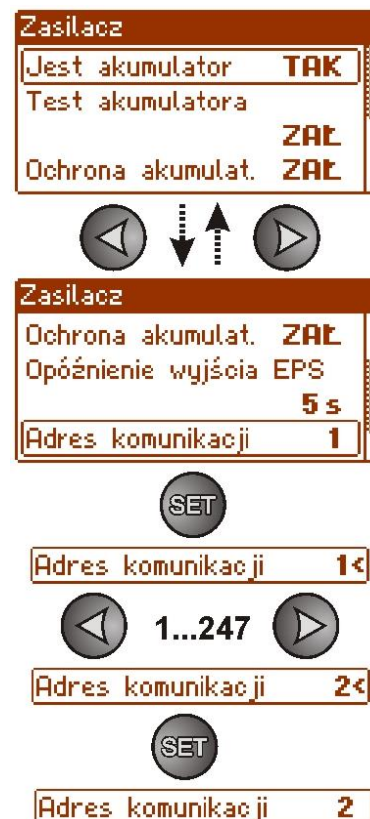 Zasilacz
Jest akumulator TAK
Test akumulatora
ZAŁ
Ochrona akumulat. ZAŁ
Zasilacz
Ochrona akumulat. ZAŁ
Opóźnienie wyjścia EPS
5 s
Adres komunikacji 1
SET
Adres komunikacji 1<
1...247
Adres komunikacji 2<
SET
Adres komunikacji 2